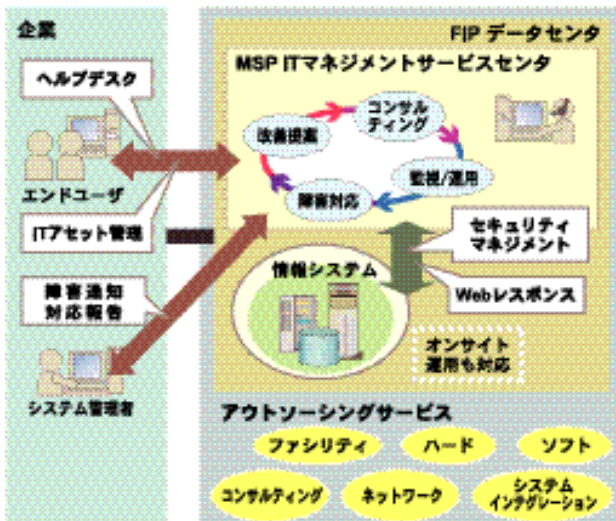 企業
ヘルプデスク
エンドユーザ
ITアセット管理
障害通知
対応報告
システム管理者
FIP データセンタ
MSP ITマネジメントサービスセンタ
コンサル
ティング
改善提案
監視/運用
障害対応
セキュリティ
マネジメント
情報システム
Webレスポンス
オンサイト
運用も対応
アウトソーシングサービス
ファシリティ
ハード
ソフト
コンサルティング
ネットワーク
システム
インテグレーション